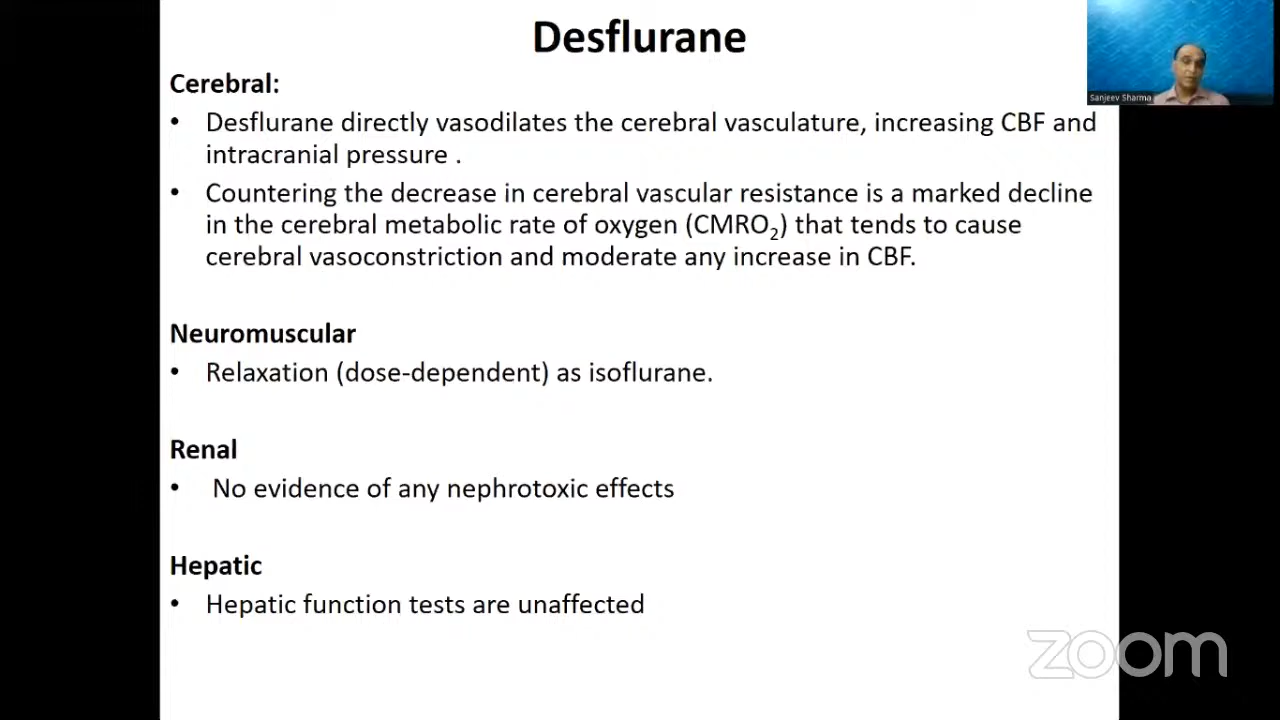 Desflurane
Sanjeev Sharma
Cerebral:
• Desflurane directly vasodilates the cerebral vasculature, increasing CBF and
intracranial pressure .
• Countering the decrease in cerebral vascular resistance is a marked decline
in the cerebral metabolic rate of oxygen (CMRO₂) that tends to cause
cerebral vasoconstriction and moderate any increase in CBF.
Neuromuscular
• Relaxation (dose-dependent) as isoflurane.
Renal
• No evidence of any nephrotoxic effects
Hepatic
• Hepatic function tests are unaffected
zoom